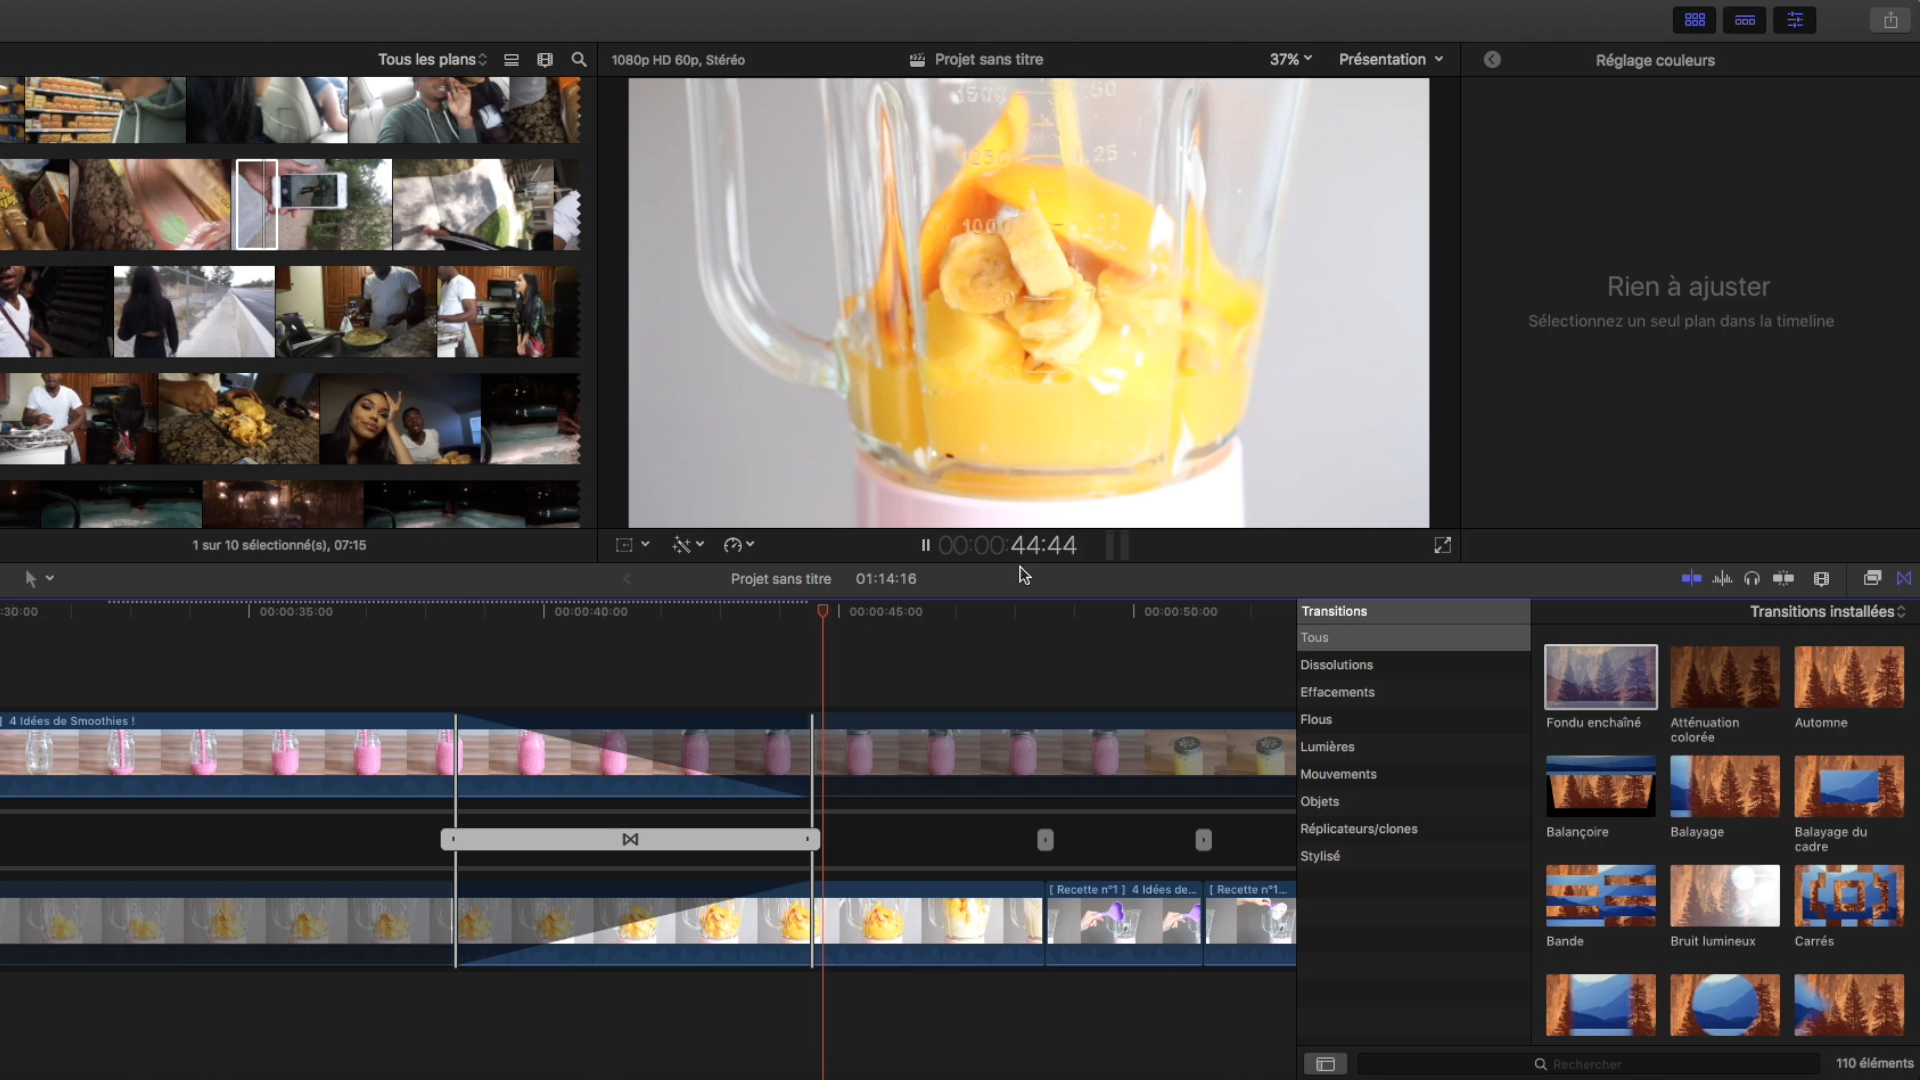 Tous les plans
1080p HD 60p, Stéréo
Projet sans titre
37%
Présentation
Réglage couleurs
1.25
1000
Rien à ajuster
Sélectionnez un seul plan dans la timeline
1 sur 10 sélectionné(s), 07:15
00:00:44:44
Projet sans titre
01:14:16
:30:00
00:00:35:00
00:00:40:00
00:00:45:00
00:00:50:00
Transitions
Transitions installées
Tous
Dissolutions
Effacements
Flous
Lumières
Mouvements
Objets
Réplicateurs/clones
Stylisé
Fondu enchaîné
Atténuation
colorée
Automne
Balançoire
Balayage
Balayage du
cadre
Bande
Bruit lumineux
Carrés
] 4 Idées de Smoothies !
[ Recette n°1 ] 4 Idées de...
[ Recette n°1...
Rechercher
110 éléments